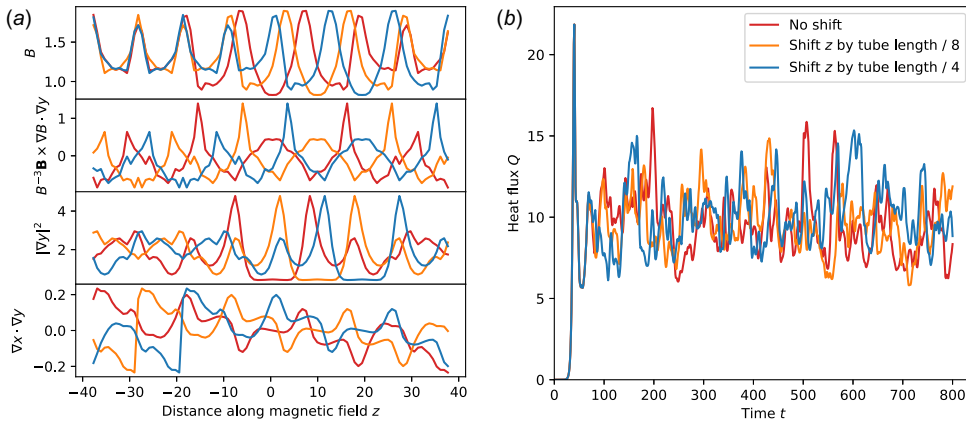 (a)
B
1.5
1.0
B⁻³B × ∇B · ∇y
1
0
|∇y|²
4
2
∇x · ∇y
0.2
0.0
−0.2
−40 −30 −20 −10 0 10 20 30 40
Distance along magnetic field z
(b)
No shift
Shift z by tube length / 8
Shift z by tube length / 4
Heat flux Q
20
15
10
5
0
0 100 200 300 400 500 600 700 800
Time t